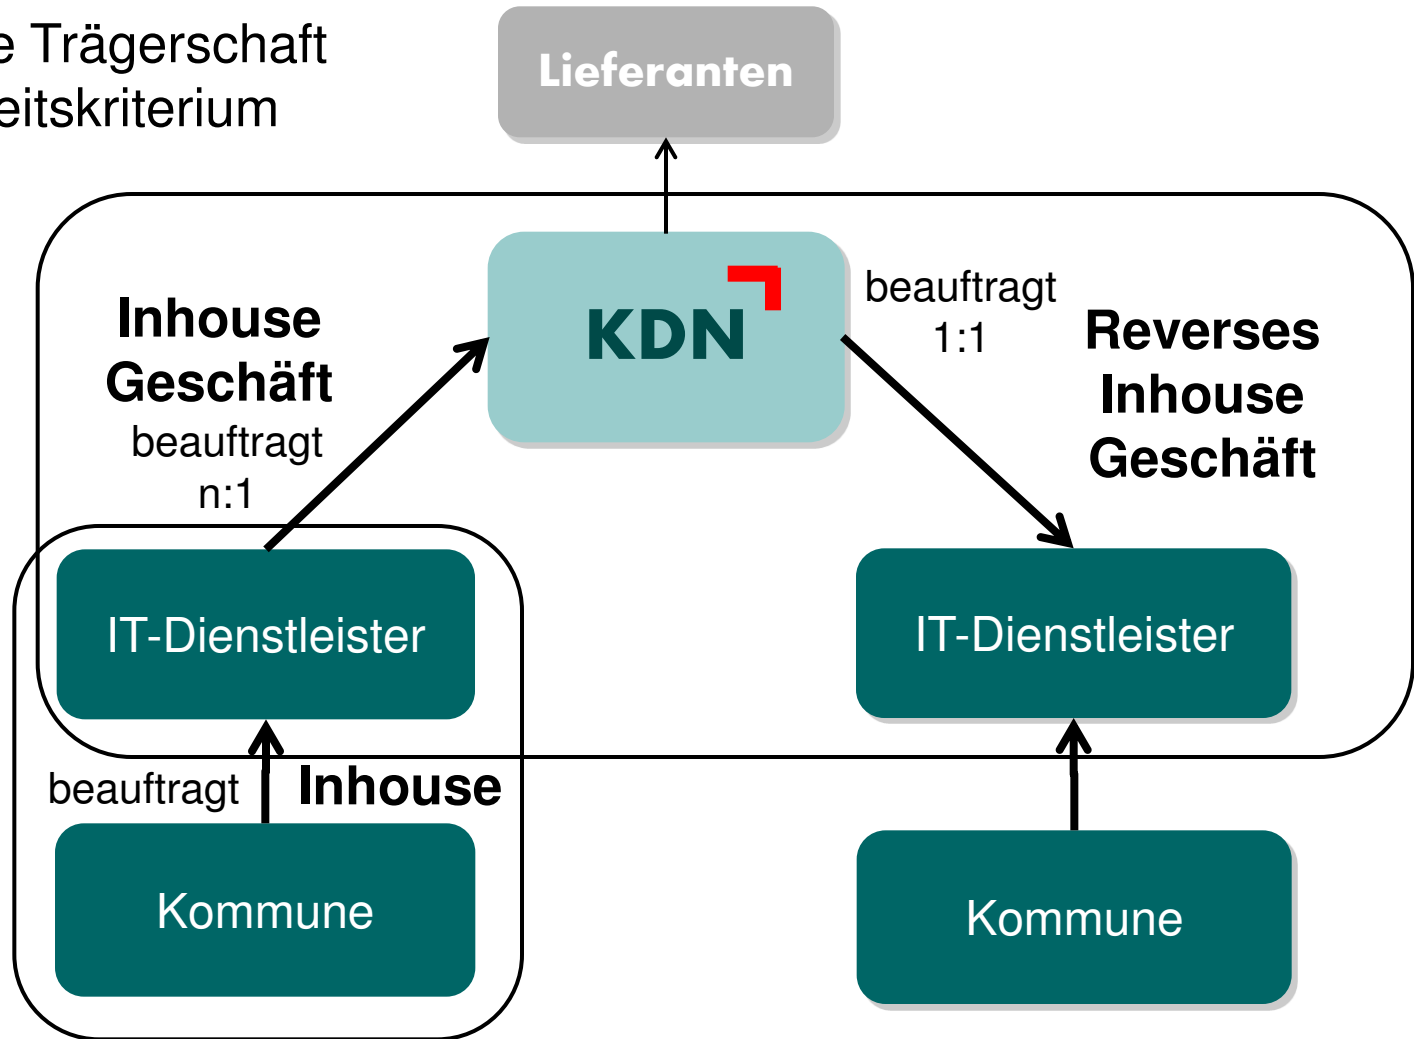 e Trägerschaft
eitskriterium
Lieferanten
KDN
beauftragt
1:1
Inhouse
Geschäft
beauftragt
n:1
Reverses
Inhouse
Geschäft
IT-Dienstleister
IT-Dienstleister
beauftragt
Inhouse
Kommune
Kommune